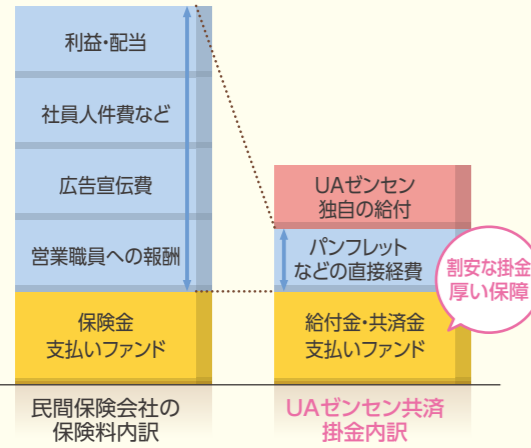 利益・配当
社員人件費など
広告宣伝費
営業職員への報酬
保険金
支払いファンド
民間保険会社の
保険料内訳
UAゼンセン
独自の給付
パンフレット
などの直接経費
給付金・共済金
支払いファンド
割安な掛金
厚い保障
UAゼンセン共済
掛金内訳